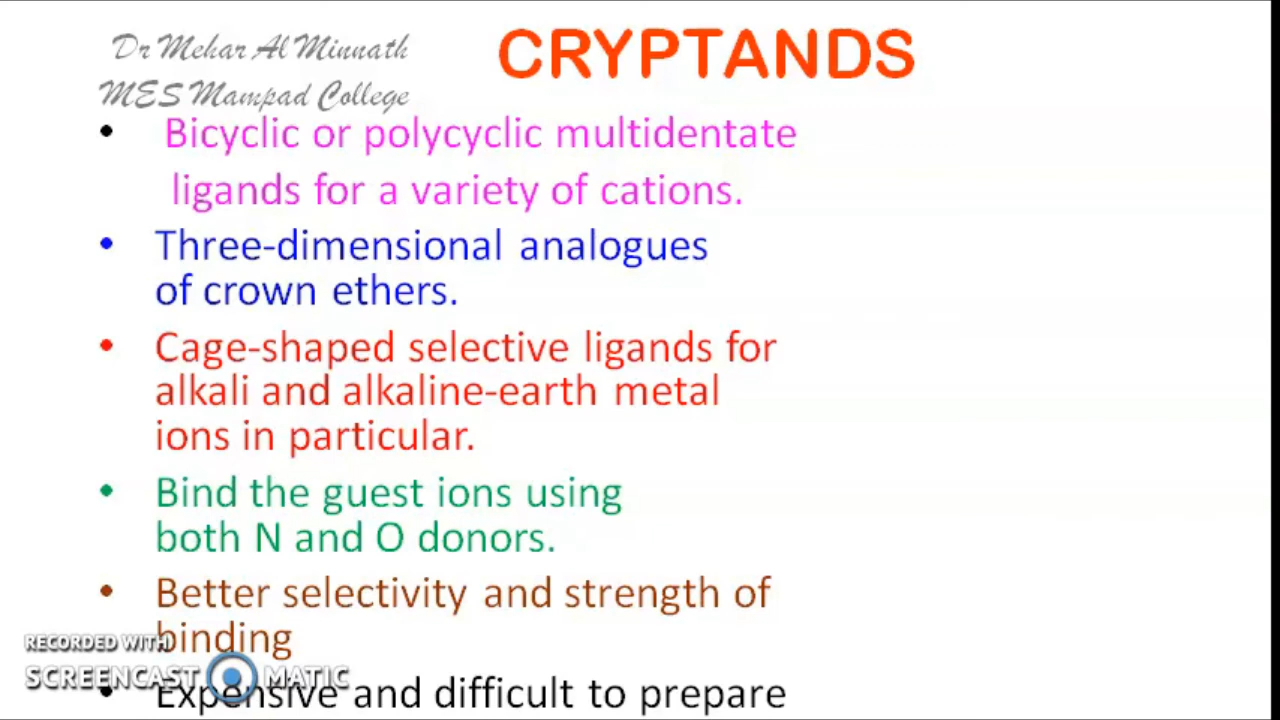 Dr Mehar Al Minnath
MES Mampad College
CRYPTANDS
• Bicyclic or polycyclic multidentate
ligands for a variety of cations.
• Three-dimensional analogues
of crown ethers.
• Cage-shaped selective ligands for
alkali and alkaline-earth metal
ions in particular.
• Bind the guest ions using
both N and O donors.
• Better selectivity and strength of
binding
• Expensive and difficult to prepare
RECORDED WITH
SCREENCAST MATIC